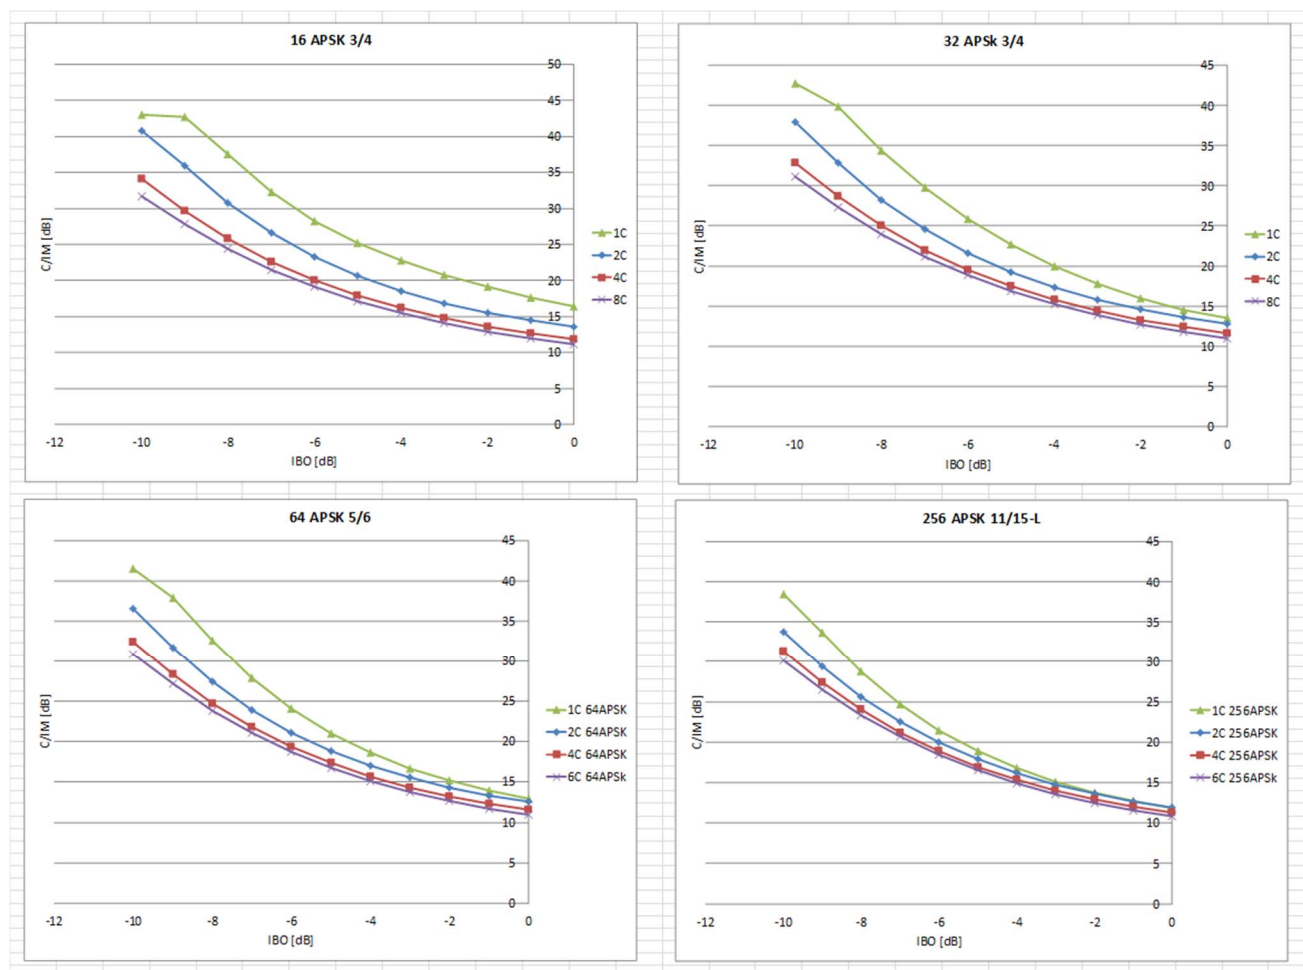 16 APSK 3/4
50
45
40
35
30
25
20
15
10
5
0
C/IM [dB]
-12 -10 -8 -6 -4 -2 0
IBO [dB]
1C
2C
4C
8C
32 APSk 3/4
45
40
35
30
25
20
15
10
5
0
C/IM [dB]
-12 -10 -8 -6 -4 -2 0
IBO [dB]
1C
2C
4C
8C
64 APSK 5/6
45
40
35
30
25
20
15
10
5
0
C/IM [dB]
-12 -10 -8 -6 -4 -2 0
IBO [dB]
1C 64APSK
2C 64APSK
4C 64APSK
6C 64APSk
256 APSK 11/15-L
45
40
35
30
25
20
15
10
5
0
C/IM [dB]
-12 -10 -8 -6 -4 -2 0
IBO [dB]
1C 256APSK
2C 256APSK
4C 256APSK
6C 256APSk